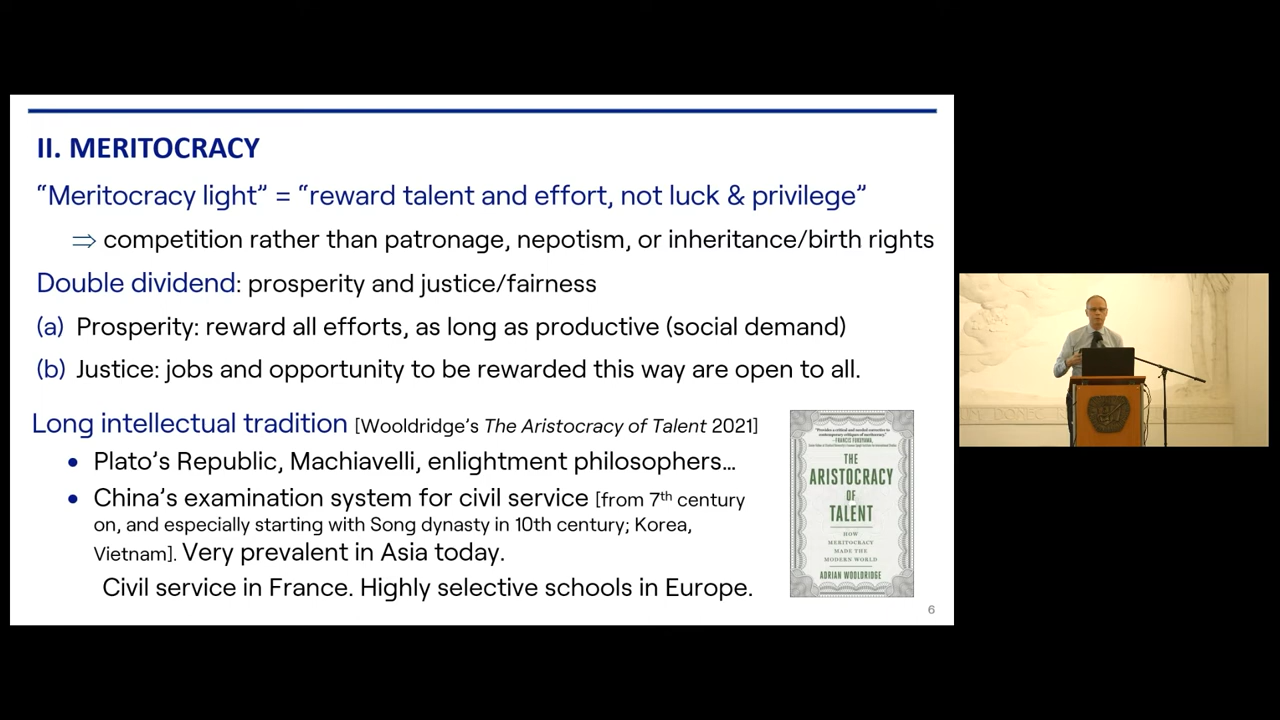 II. MERITOCRACY
“Meritocracy light” = “reward talent and effort, not luck & privilege”
⇒ competition rather than patronage, nepotism, or inheritance/birth rights
Double dividend: prosperity and justice/fairness
(a) Prosperity: reward all efforts, as long as productive (social demand)
(b) Justice: jobs and opportunity to be rewarded this way are open to all.
Long intellectual tradition [Wooldridge’s The Aristocracy of Talent 2021]
• Plato’s Republic, Machiavelli, enlightment philosophers…
• China’s examination system for civil service [from 7th century
on, and especially starting with Song dynasty in 10th century; Korea,
Vietnam]. Very prevalent in Asia today.
Civil service in France. Highly selective schools in Europe.
FRANCIS FUKUYAMA
THE
ARISTOCRACY
OF
TALENT
HOW
MERITOCRACY
MADE THE
MODERN WORLD
ADRIAN WOOLDRIDGE
6